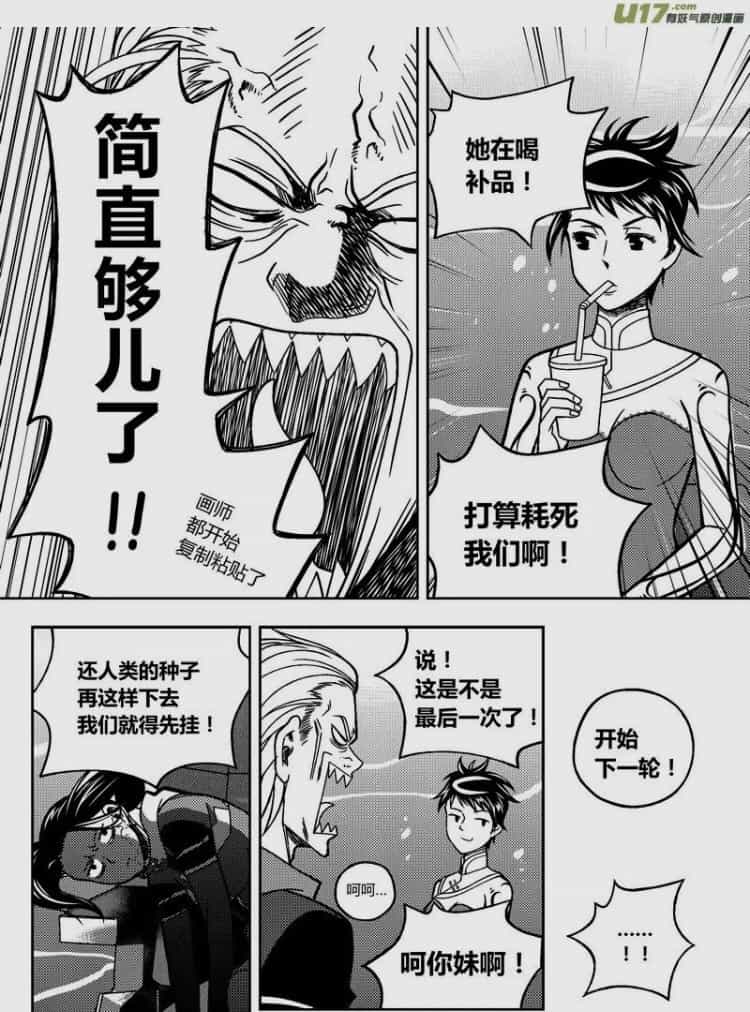 U17.com
有妖气原创漫画
简直够儿了!!
画师
都开始
复制粘贴了
她在喝
补品!
打算耗死
我们啊!
还人类的种子
再这样下去
我们就得先挂!
说!
这是不是
最后一次了!
呵呵...
呵你妹啊!
开始
下一轮!
......
!!